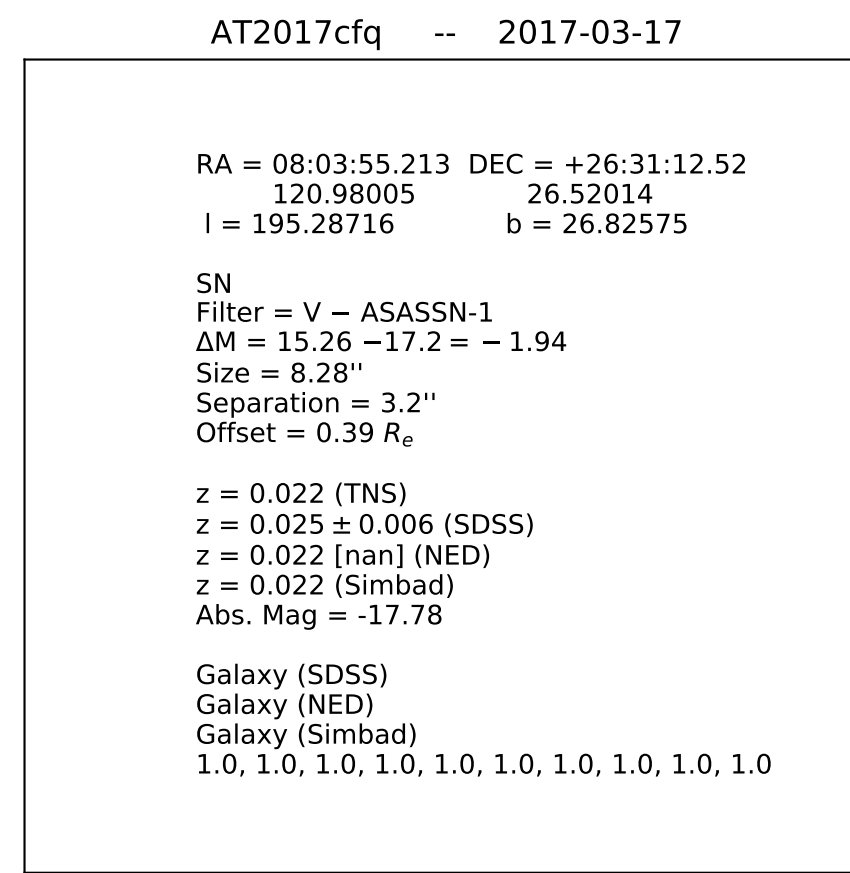 AT2017cfq -- 2017-03-17
RA = 08:03:55.213 DEC = +26:31:12.52
120.98005 26.52014
l = 195.28716 b = 26.82575
SN
Filter = V − ASASSN-1
ΔM = 15.26 −17.2 = − 1.94
Size = 8.28''
Separation = 3.2''
Offset = 0.39 Rₑ
z = 0.022 (TNS)
z = 0.025 ± 0.006 (SDSS)
z = 0.022 [nan] (NED)
z = 0.022 (Simbad)
Abs. Mag = -17.78
Galaxy (SDSS)
Galaxy (NED)
Galaxy (Simbad)
1.0, 1.0, 1.0, 1.0, 1.0, 1.0, 1.0, 1.0, 1.0, 1.0